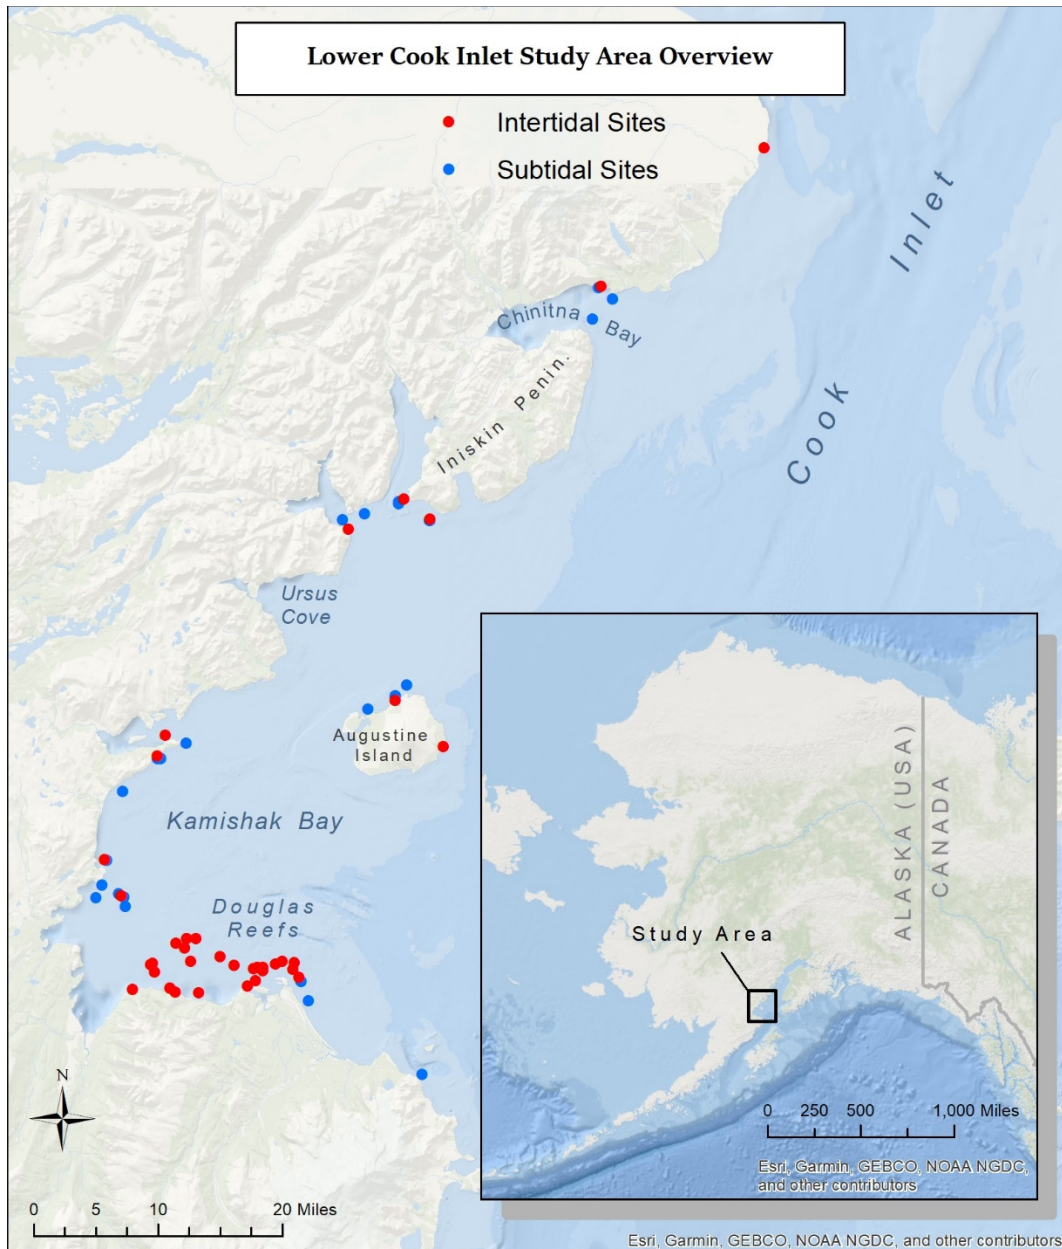 Lower Cook Inlet Study Area Overview
Intertidal Sites
Subtidal Sites
Cook Inlet
Chinitna Bay
Iniskin Penin.
Ursus
Cove
Augustine
Island
Kamishak Bay
Douglas
Reefs
ALASKA (USA)
CANADA
Study Area
N
0 250 500 1,000 Miles
Esri, Garmin, GEBCO, NOAA NGDC,
and other contributors
0 5 10 20 Miles
Esri, Garmin, GEBCO, NOAA NGDC, and other contributors